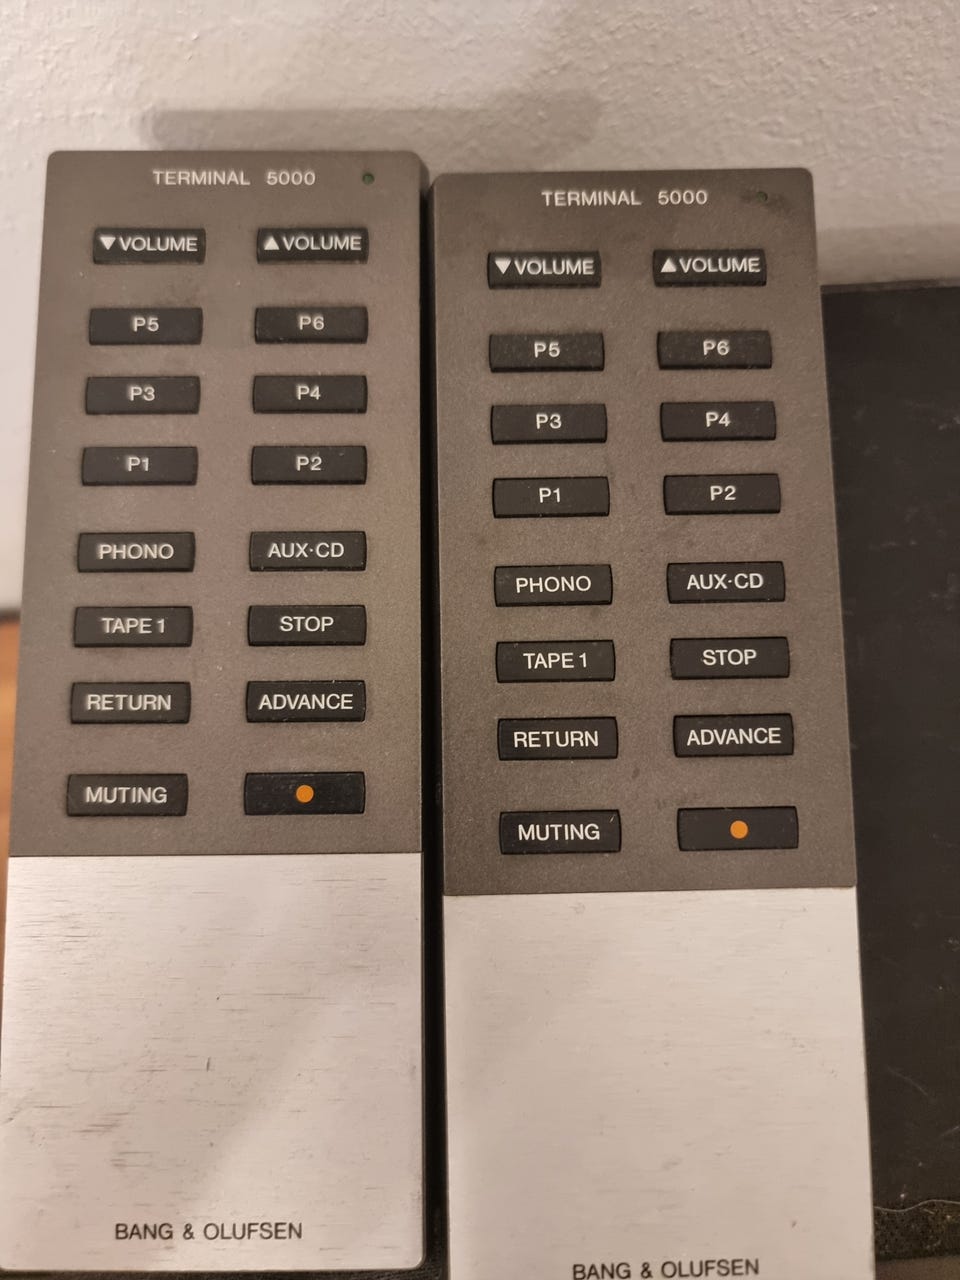 TERMINAL 5000
▼VOLUME ▲VOLUME
P5 P6
P3 P4
P1 P2
PHONO AUX·CD
TAPE 1 STOP
RETURN ADVANCE
MUTING
BANG & OLUFSEN
TERMINAL 5000
▼VOLUME ▲VOLUME
P5 P6
P3 P4
P1 P2
PHONO AUX·CD
TAPE 1 STOP
RETURN ADVANCE
MUTING
BANG & OLUFSEN